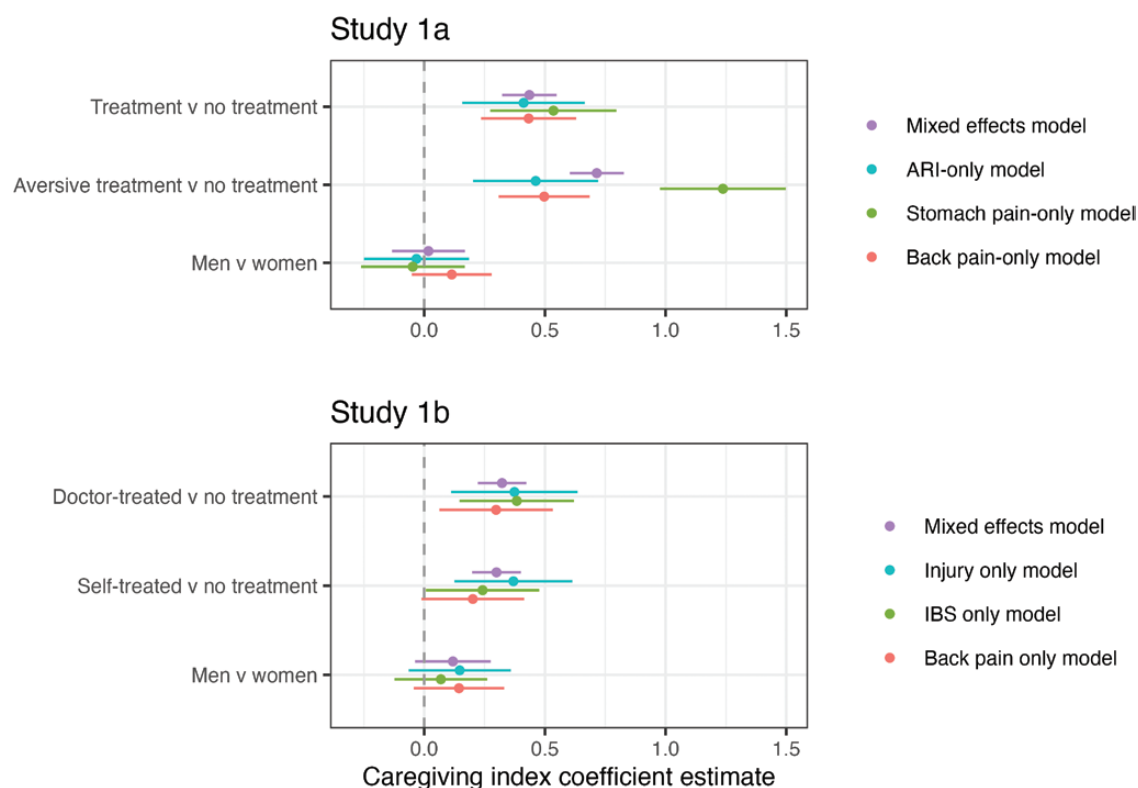 Study 1a
Treatment v no treatment
Aversive treatment v no treatment
Men v women
0.0 0.5 1.0 1.5
Mixed effects model
ARI-only model
Stomach pain-only model
Back pain-only model
Study 1b
Doctor-treated v no treatment
Self-treated v no treatment
Men v women
0.0 0.5 1.0 1.5
Caregiving index coefficient estimate
Mixed effects model
Injury only model
IBS only model
Back pain only model